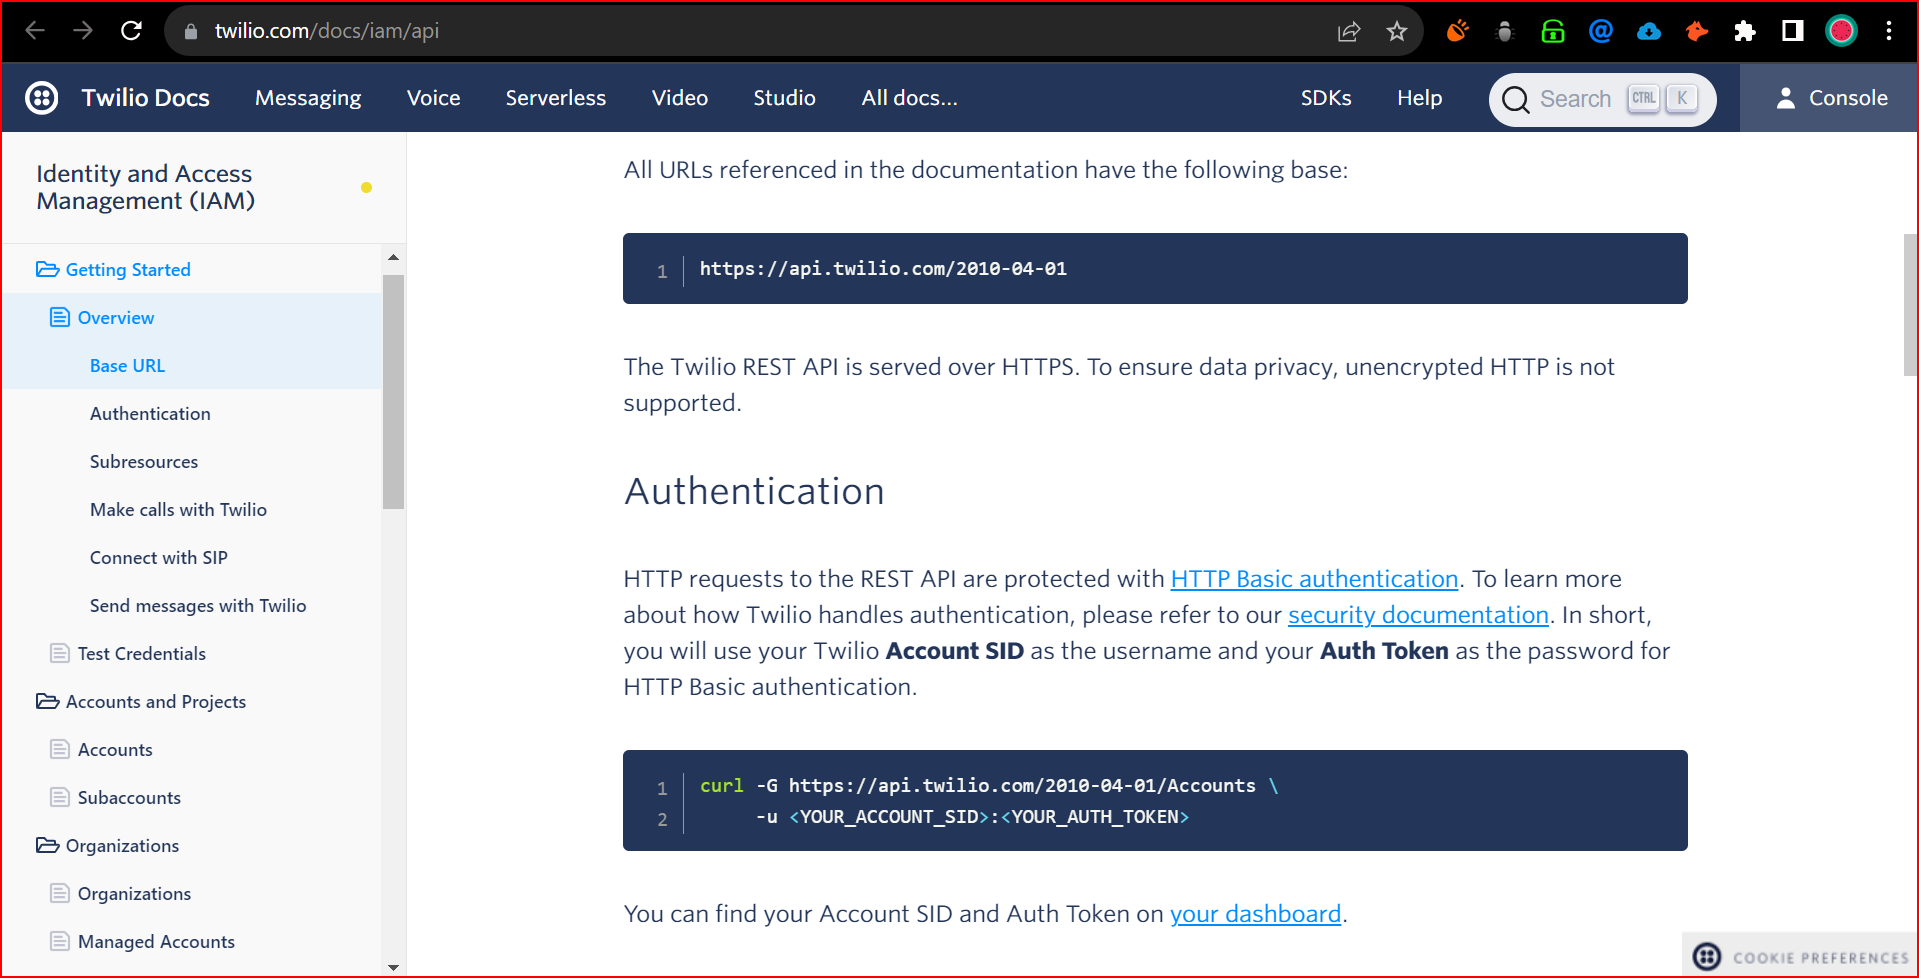 twilio.com/docs/iam/api
Twilio Docs Messaging Voice Serverless Video Studio All docs... SDKs Help Search CTRL K Console
Identity and Access
Management (IAM)
Getting Started
Overview
Base URL
Authentication
Subresources
Make calls with Twilio
Connect with SIP
Send messages with Twilio
Test Credentials
Accounts and Projects
Accounts
Subaccounts
Organizations
Organizations
Managed Accounts
All URLs referenced in the documentation have the following base:
1 https://api.twilio.com/2010-04-01
The Twilio REST API is served over HTTPS. To ensure data privacy, unencrypted HTTP is not
supported.
Authentication
HTTP requests to the REST API are protected with HTTP Basic authentication. To learn more
about how Twilio handles authentication, please refer to our security documentation. In short,
you will use your Twilio Account SID as the username and your Auth Token as the password for
HTTP Basic authentication.
1 curl -G https://api.twilio.com/2010-04-01/Accounts \
2 -u <YOUR_ACCOUNT_SID>:<YOUR_AUTH_TOKEN>
You can find your Account SID and Auth Token on your dashboard.
COOKIE PREFERENCES